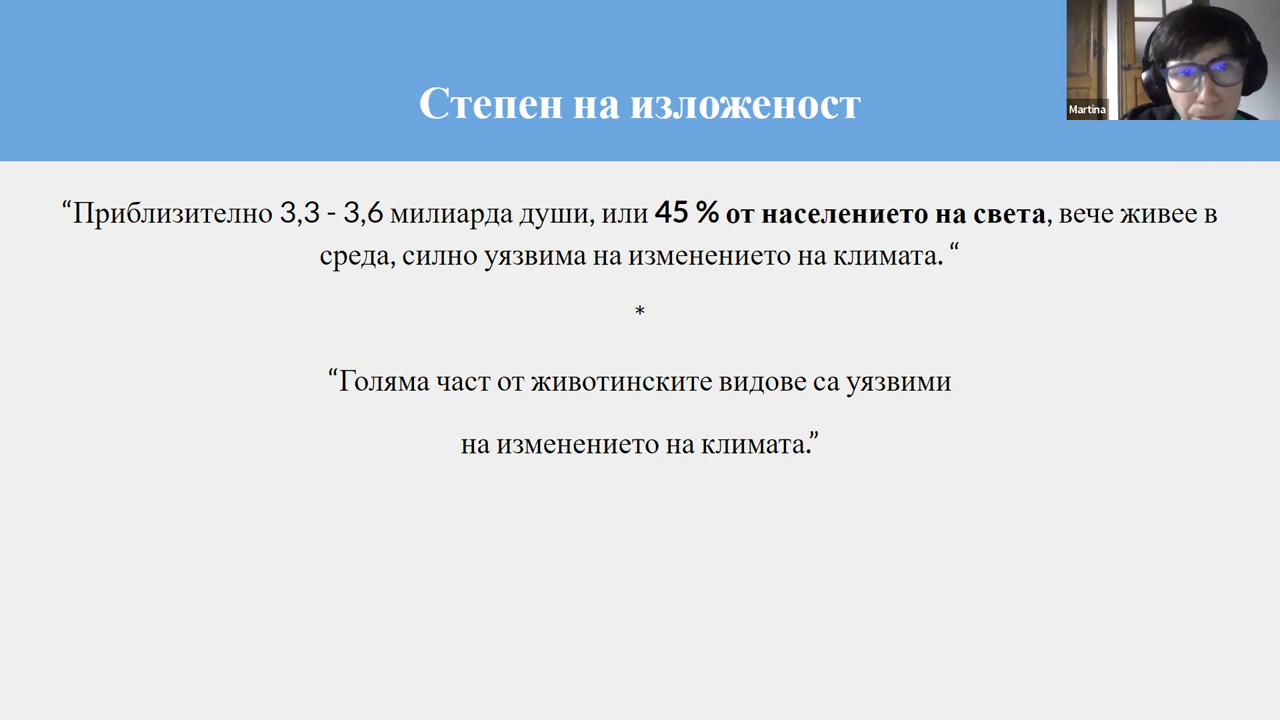 Степен на изложеност
Martina
“Приблизително 3,3 - 3,6 милиарда души, или 45 % от населението на света, вече живее в
среда, силно уязвима на изменението на климата. “
*
“Голяма част от животинските видове са уязвими
на изменението на климата.”